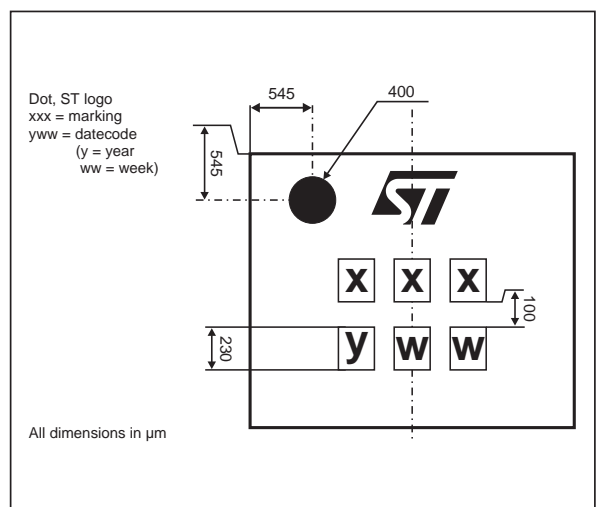 545
400
Dot, ST logo
xxx = marking
yww = datecode
(y = year
ww = week)
545
ST
x x x
100
230
y w w
All dimensions in µm